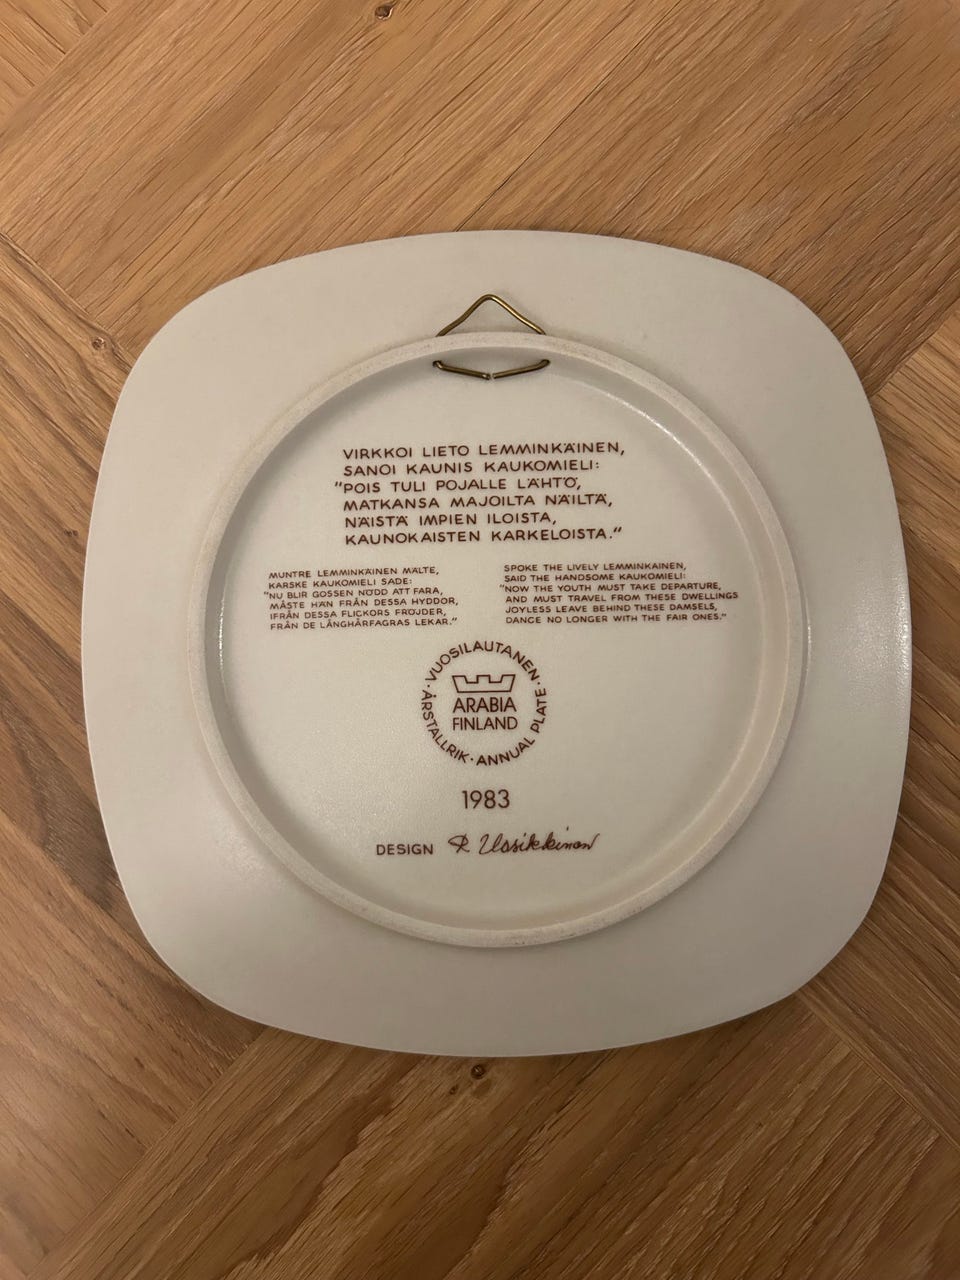 VIRKKOI LIETO LEMMINKÄINEN,
SANOI KAUNIS KAUKOMIELI:
"POIS TULI POJALLE LÄHTÖ,
MATKANSA MAJOILTA NÄILTÄ,
NÄISTÄ IMPIEN ILOISTA,
KAUNOKAISTEN KARKELOISTA."
MUNTRE LEMMINKÄINEN MÄLTE,
KARSKE KAUKOMIELI SADE:
"NU BLIR GOSSEN NÖDD ATT FARA,
MÅSTE HÄN FRÅN DESSA HYDDOR,
IFRÅN DESSA FLICKORS FRÖJDER,
FRÅN DE LÅNGHÅRFAGRAS LEKAR."
SPOKE THE LIVELY LEMMINKAINEN,
SAID THE HANDSOME KAUKOMIELI:
"NOW THE YOUTH MUST TAKE DEPARTURE,
AND MUST TRAVEL FROM THESE DWELLINGS
JOYLESS LEAVE BEHIND THESE DAMSELS,
DANCE NO LONGER WITH THE FAIR ONES."
·VUOSILAUTANEN·
ÅRSTALLRIK·ANNUAL PLATE·
ARABIA
FINLAND
1983
DESIGN R Uosikkinen